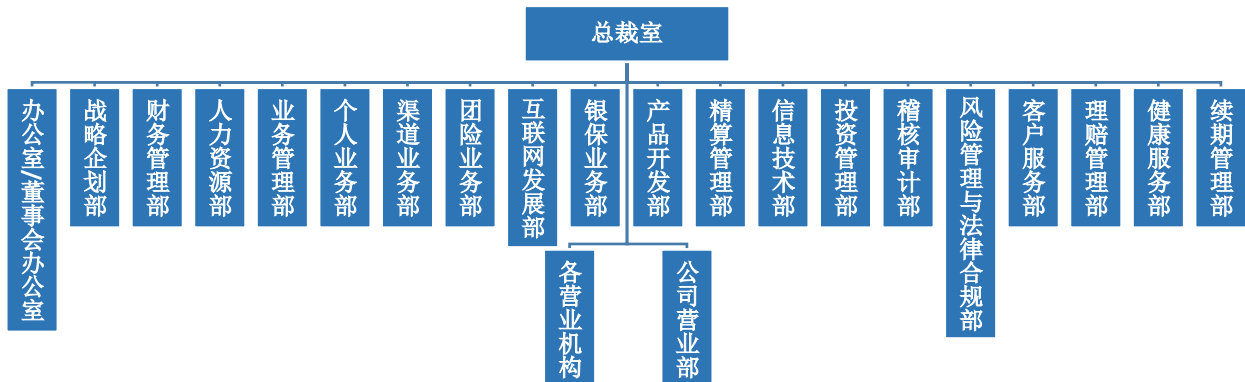 总裁室
办公室/董事会办公室
战略企划部
财务管理部
人力资源部
业务管理部
个人业务部
渠道业务部
团险业务部
互联网发展部
银保业务部
产品开发部
精算管理部
信息技术部
投资管理部
稽核审计部
风险管理与法律合规部
客户服务部
理赔管理部
健康服务部
续期管理部
各营业机构
公司营业部